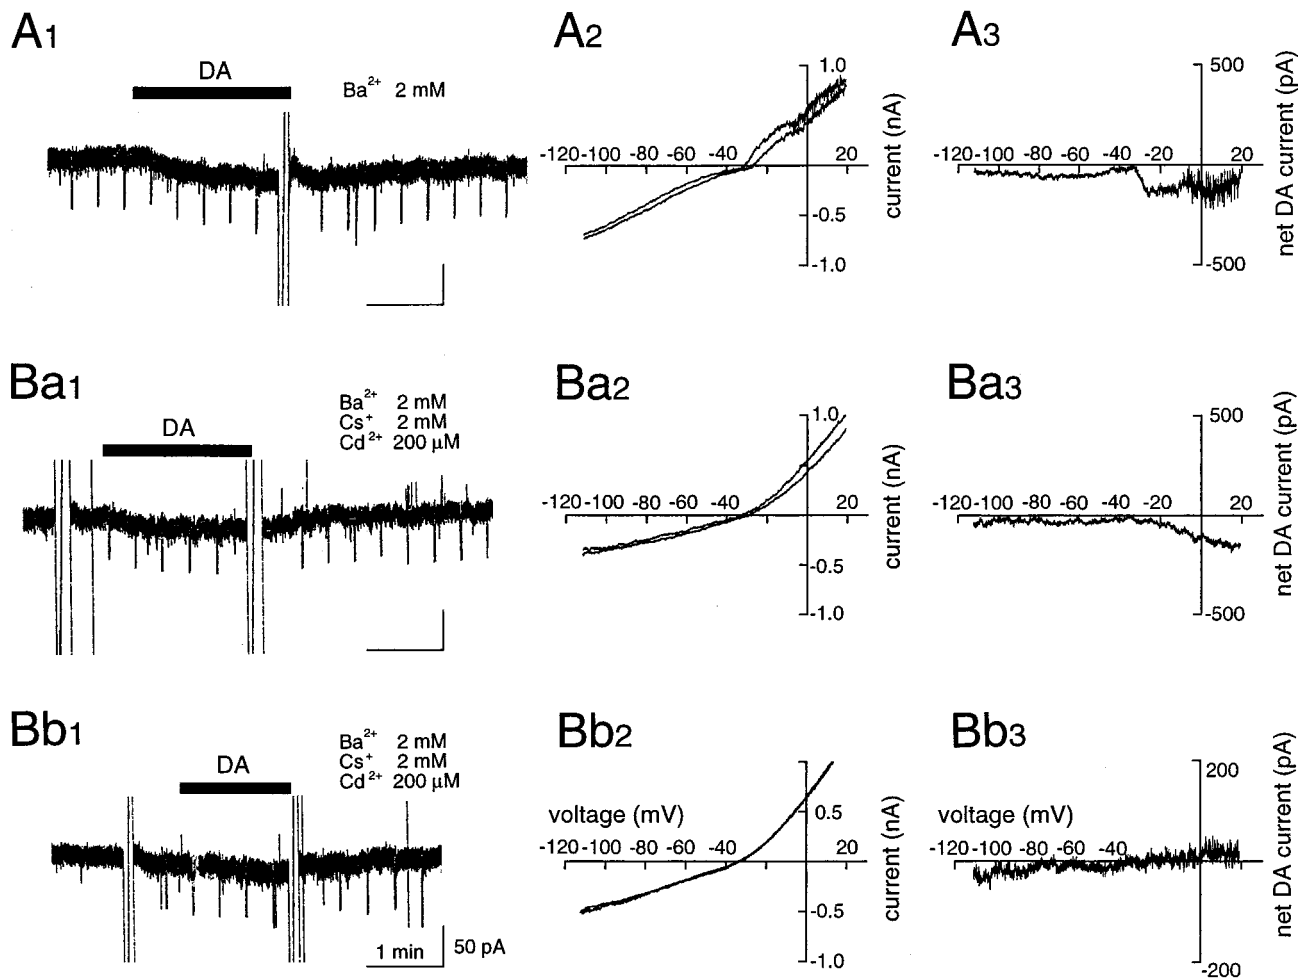 A1
A2
A3
DA
Ba2+ 2 mM
1.0
-120 -100 -80 -60 -40 20
-0.5
-1.0
current (nA)
500
-120 -100 -80 -60 -40 -20 20
-500
net DA current (pA)
Ba1
Ba2
Ba3
DA
Ba2+ 2 mM
Cs+ 2 mM
Cd2+ 200 μM
1.0
-120 -100 -80 -60 -40 20
-0.5
-1.0
current (nA)
500
-120 -100 -80 -60 -40 -20 20
-500
net DA current (pA)
Bb1
Bb2
Bb3
DA
Ba2+ 2 mM
Cs+ 2 mM
Cd2+ 200 μM
1 min
50 pA
0.5
voltage (mV)
-120 -100 -80 -60 -40 20
-0.5
-1.0
current (nA)
200
voltage (mV)
-120 -100 -80 -60 -40 20
-200
net DA current (pA)